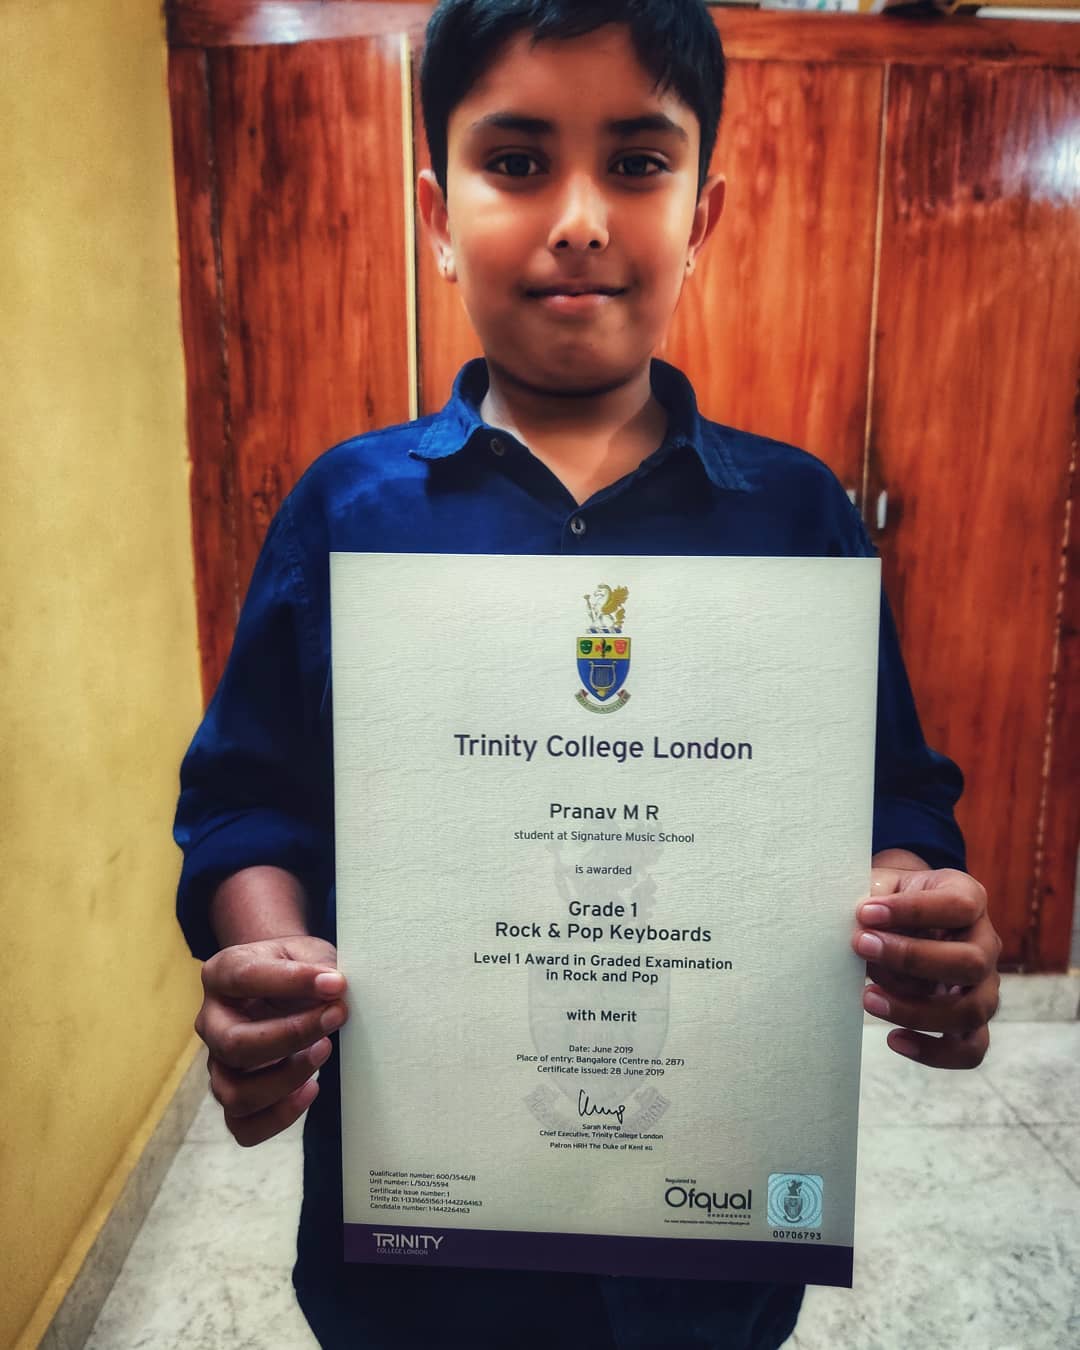 Trinity College London
Pranav M R
student at Signature Music School
is awarded
Grade 1
Rock & Pop Keyboards
Level 1 Award in Graded Examination
in Rock and Pop
with Merit
Date: June 2019
Place of entry: Bangalore (Centre no. 287)
Certificate issued: 28 June 2019
Sarah Kemp
Chief Executive, Trinity College London
Patron HRH The Duke of Kent KG
Qualification number: 600/3546/8
Unit number: L/503/5594
Certificate issue number: 1
Trinity ID: 1-1331665156:1-1442264163
Candidate number: 1-1442264163
Regulated by
Ofqual
00706793
TRINITY
COLLEGE LONDON